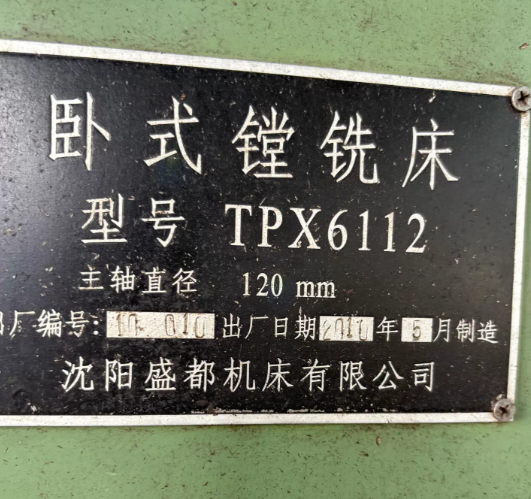 卧式镗铣床
型号 TPX6112
主轴直径 120 mm
出厂编号: 10-010 出厂日期 2010 年 5 月制造
沈阳盛都机床有限公司